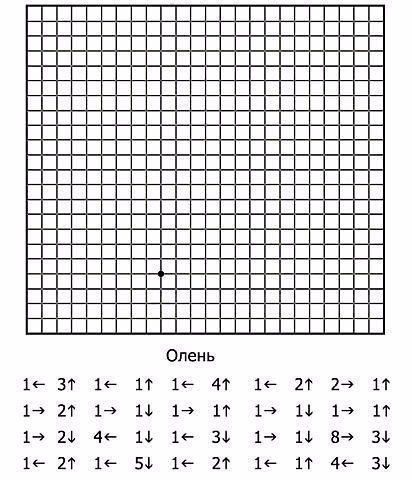 Олень
1← 3↑ 1← 1↑ 1← 4↑ 1← 2↑ 2→ 1↑
1→ 2↑ 1→ 1↓ 1→ 1↑ 1→ 1↓ 1→ 1↑
1→ 2↓ 4← 1↓ 1← 3↓ 1→ 1↓ 8→ 3↓
1← 2↑ 1← 5↓ 1← 2↑ 1← 1↑ 4← 3↓